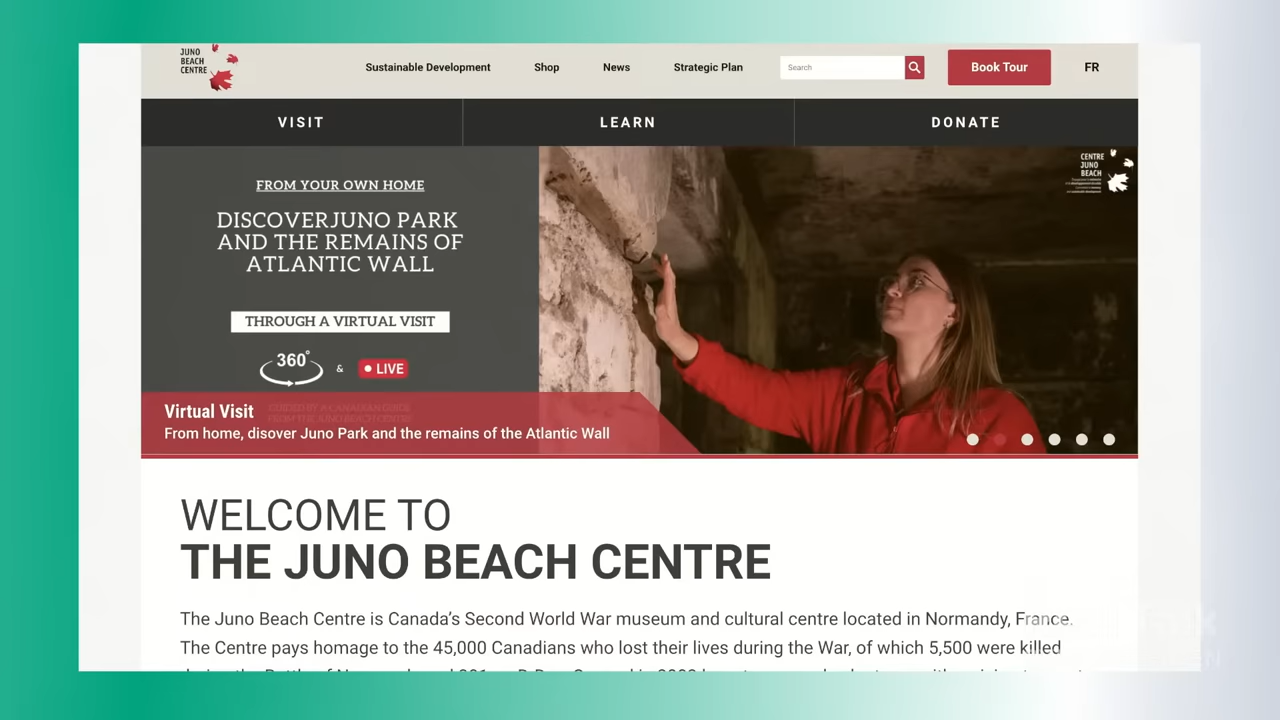 JUNO
BEACH
CENTRE
Sustainable Development
Shop
News
Strategic Plan
Search
Book Tour
FR
VISIT
LEARN
DONATE
FROM YOUR OWN HOME
DISCOVERJUNO PARK
AND THE REMAINS OF
ATLANTIC WALL
THROUGH A VIRTUAL VISIT
360°
&
LIVE
CENTRE
JUNO
BEACH
Virtual Visit
From home, discover Juno Park and the remains of the Atlantic Wall
WELCOME TO
THE JUNO BEACH CENTRE
The Juno Beach Centre is Canada's Second World War museum and cultural centre located in Normandy, France.
The Centre pays homage to the 45,000 Canadians who lost their lives during the War, of which 5,500 were killed